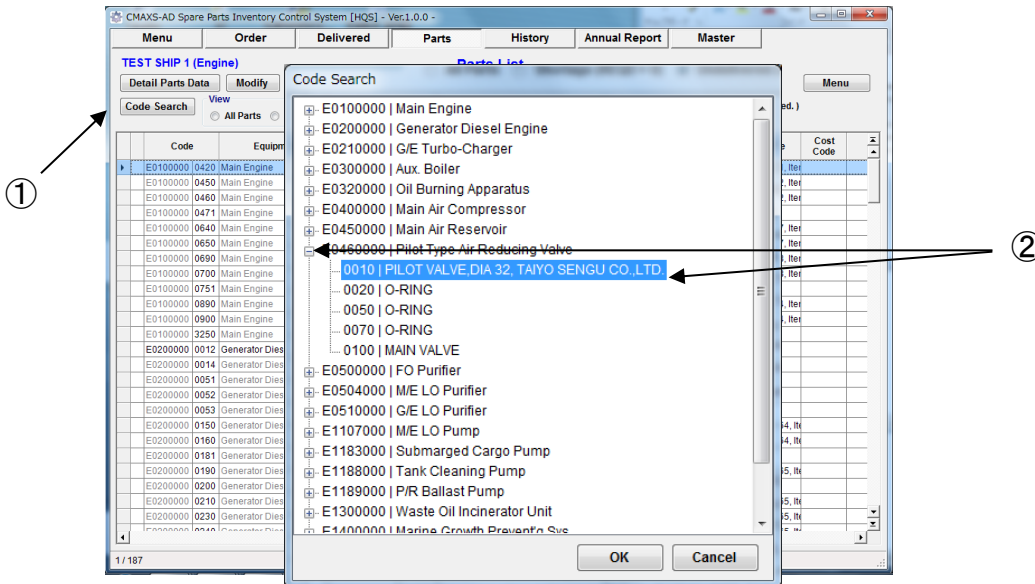 CMAXS-AD Spare Parts Inventory Control System [HQS] - Ver.1.0.0 -
Menu Order Delivered Parts History Annual Report Master
TEST SHIP 1 (Engine)
Parts List
Detail Parts Data Modify Menu
Code Search View All Parts ed. )
①
②
Code Equipm Cost Code
E0100000 0420 Main Engine
E0100000 0450 Main Engine
E0100000 0460 Main Engine
E0100000 0471 Main Engine
E0100000 0640 Main Engine
E0100000 0650 Main Engine
E0100000 0690 Main Engine
E0100000 0700 Main Engine
E0100000 0751 Main Engine
E0100000 0890 Main Engine
E0100000 0900 Main Engine
E0100000 3250 Main Engine
E0200000 0012 Generator Dies
E0200000 0014 Generator Dies
E0200000 0051 Generator Dies
E0200000 0052 Generator Dies
E0200000 0053 Generator Dies
E0200000 0150 Generator Dies
E0200000 0160 Generator Dies
E0200000 0181 Generator Dies
E0200000 0190 Generator Dies
E0200000 0200 Generator Dies
E0200000 0210 Generator Dies
E0200000 0230 Generator Dies
1 / 187
Code Search
E0100000 | Main Engine
E0200000 | Generator Diesel Engine
E0210000 | G/E Turbo-Charger
E0300000 | Aux. Boiler
E0320000 | Oil Burning Apparatus
E0400000 | Main Air Compressor
E0450000 | Main Air Reservoir
E0460000 | Pilot Type Air Reducing Valve
0010 | PILOT VALVE,DIA 32, TAIYO SENGU CO.,LTD.
0020 | O-RING
0050 | O-RING
0070 | O-RING
0100 | MAIN VALVE
E0500000 | FO Purifier
E0504000 | M/E LO Purifier
E0510000 | G/E LO Purifier
E1107000 | M/E LO Pump
E1183000 | Submarged Cargo Pump
E1188000 | Tank Cleaning Pump
E1189000 | P/R Ballast Pump
E1300000 | Waste Oil Incinerator Unit
E1400000 | Marine Growth Prevent'g Sys
OK Cancel